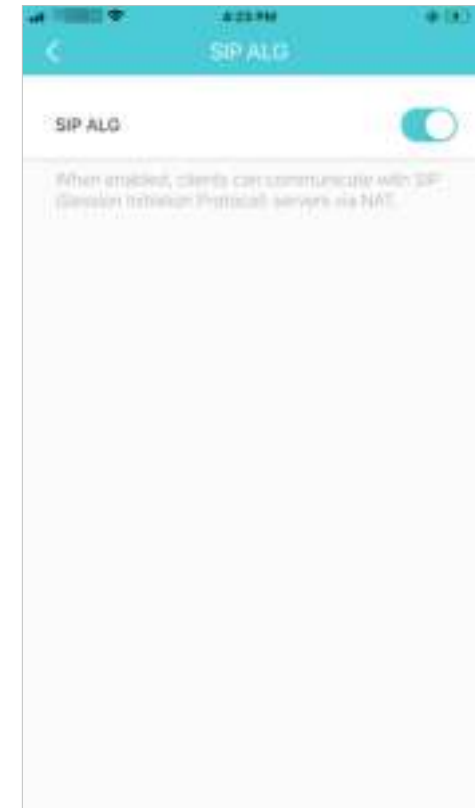 4:23 PM
SIP ALG
SIP ALG
When enabled, clients can communicate with SIP
(Session Initiation Protocol) servers via NAT.